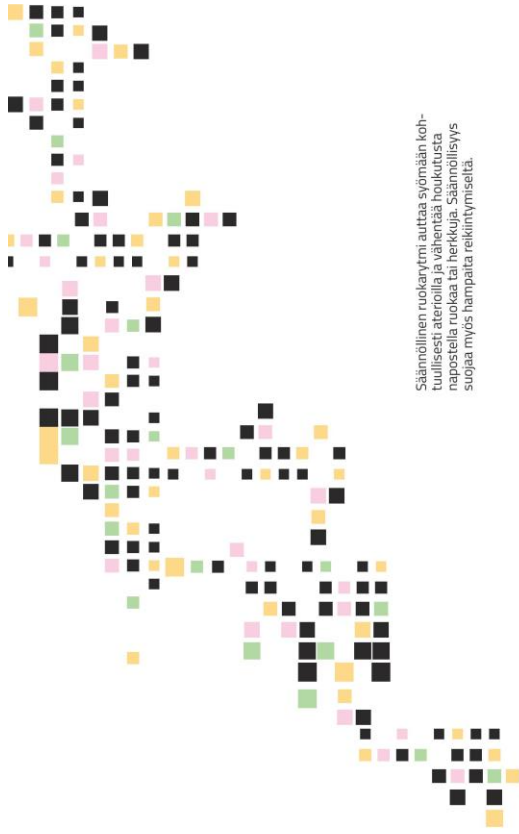 Säännöllinen ruokarytmi auttaa syömään koh-
tuullisesti aterioilla ja vähentää houkutusta
napostella ruokaa tai herkkuja. Säännöllisyys
suojaa myös hampaita reikiintymiseltä.